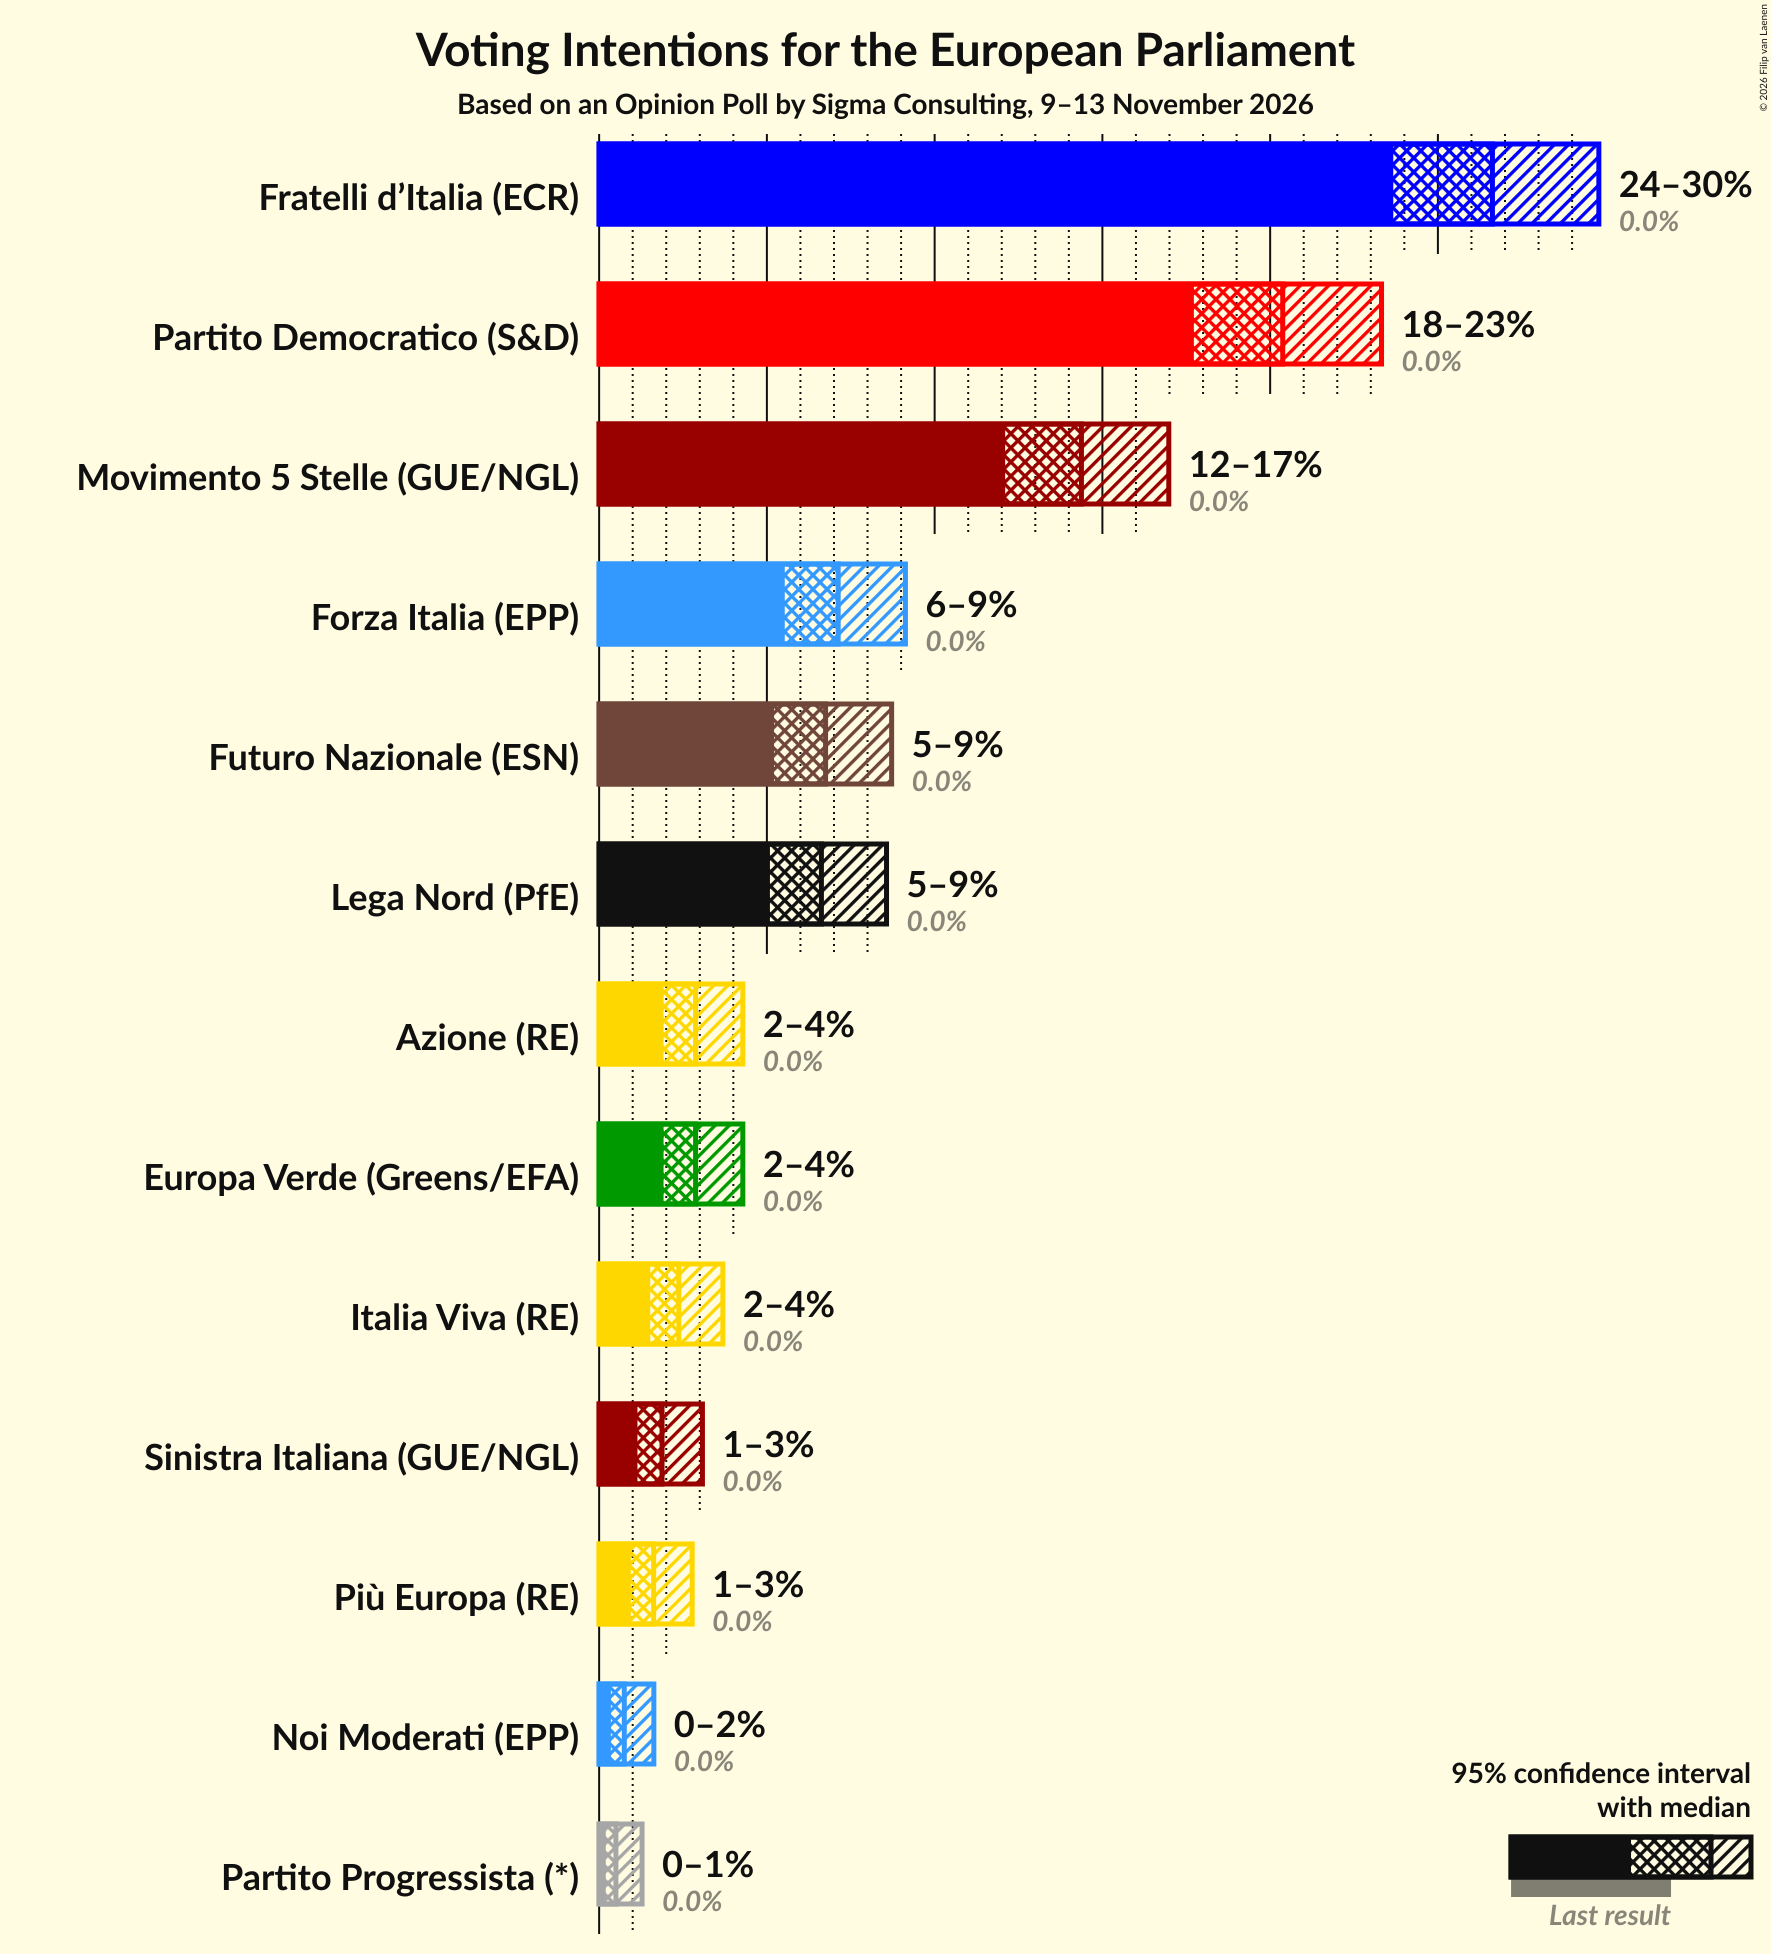 Voting Intentions for the European Parliament
Based on an Opinion Poll by Sigma Consulting, 9–13 November 2026
© 2026 Filip van Laenen
Fratelli d’Italia (ECR)
24–30%
0.0%
Partito Democratico (S&D)
18–23%
0.0%
Movimento 5 Stelle (GUE/NGL)
12–17%
0.0%
Forza Italia (EPP)
6–9%
0.0%
Futuro Nazionale (ESN)
5–9%
0.0%
Lega Nord (PfE)
5–9%
0.0%
Azione (RE)
2–4%
0.0%
Europa Verde (Greens/EFA)
2–4%
0.0%
Italia Viva (RE)
2–4%
0.0%
Sinistra Italiana (GUE/NGL)
1–3%
0.0%
Più Europa (RE)
1–3%
0.0%
Noi Moderati (EPP)
0–2%
0.0%
Partito Progressista (*)
0–1%
0.0%
95% confidence interval
with median
Last result